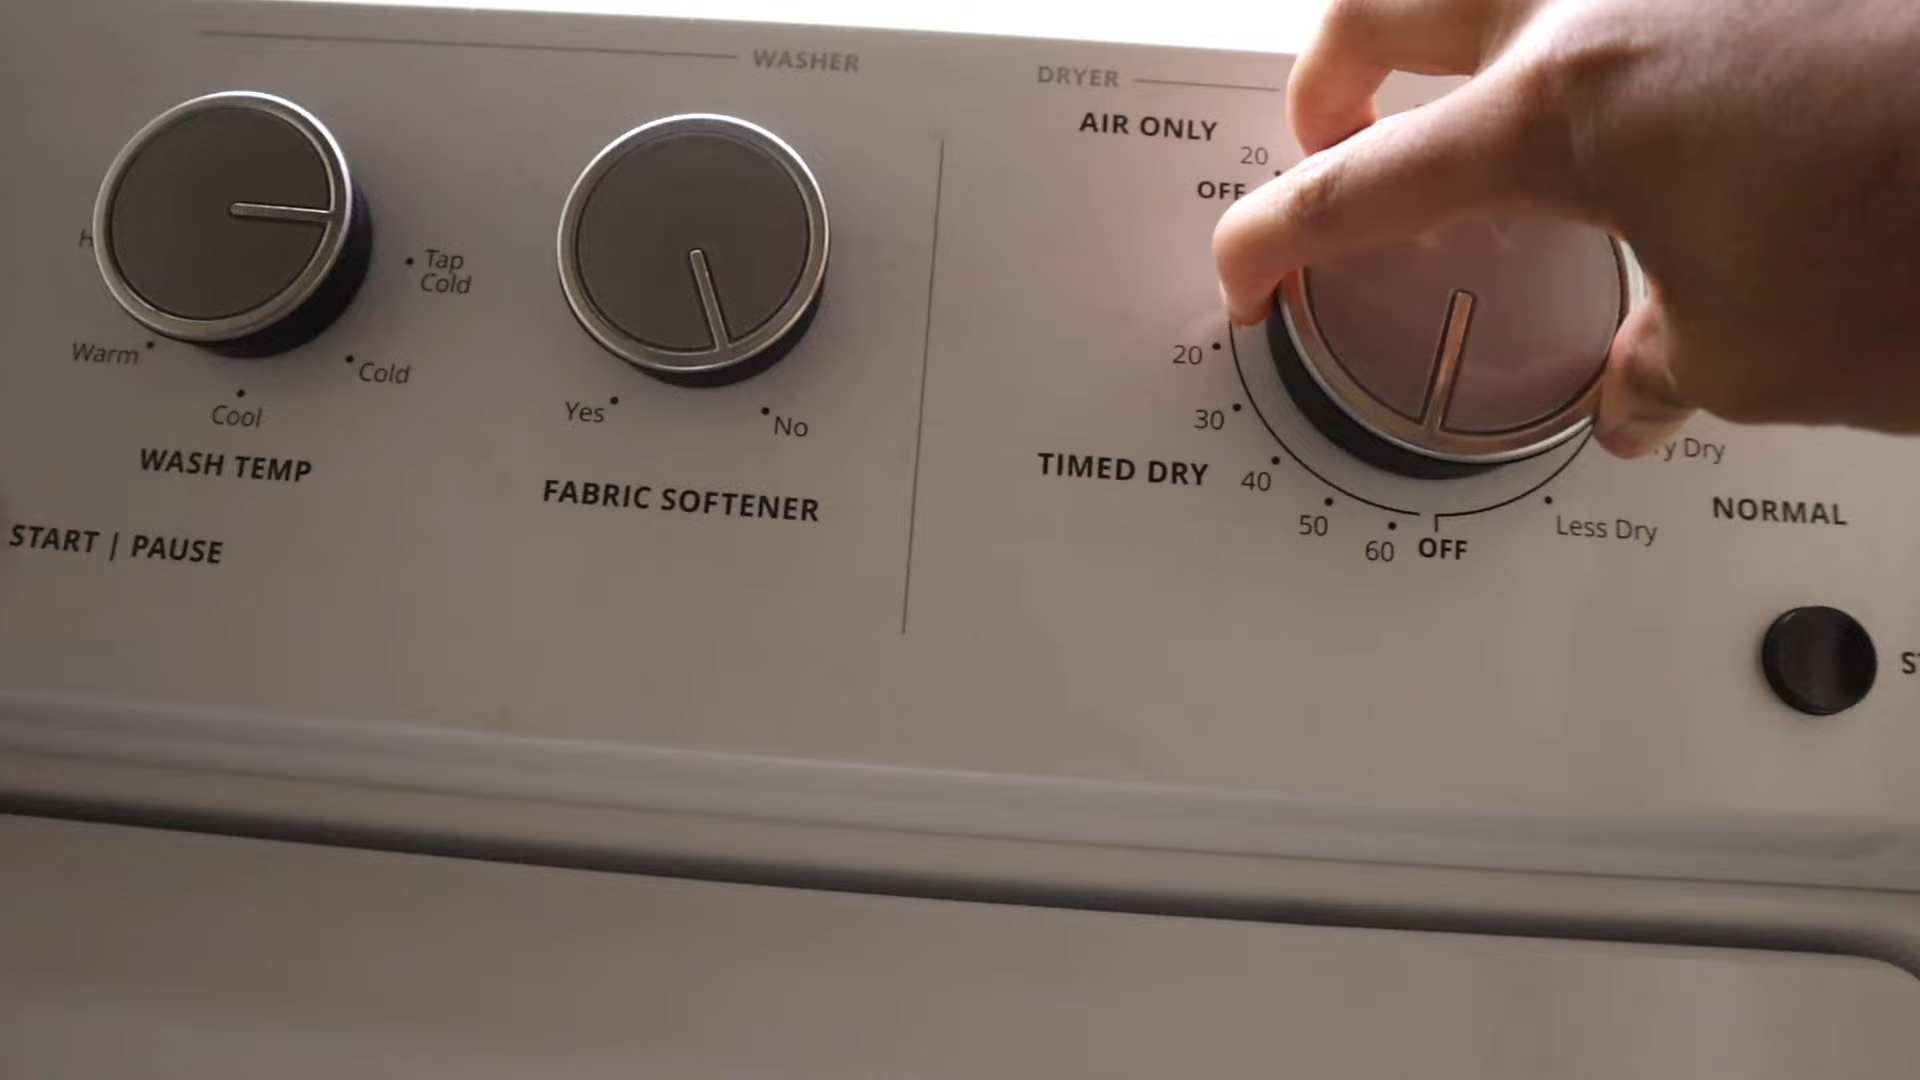 WASHER
Tap
Cold
Warm
Cold
Cool
WASH TEMP
START | PAUSE
Yes
No
FABRIC SOFTENER
DRYER
AIR ONLY
20
OFF
20
30
40
50
60
OFF
TIMED DRY
Dry
Less Dry
NORMAL